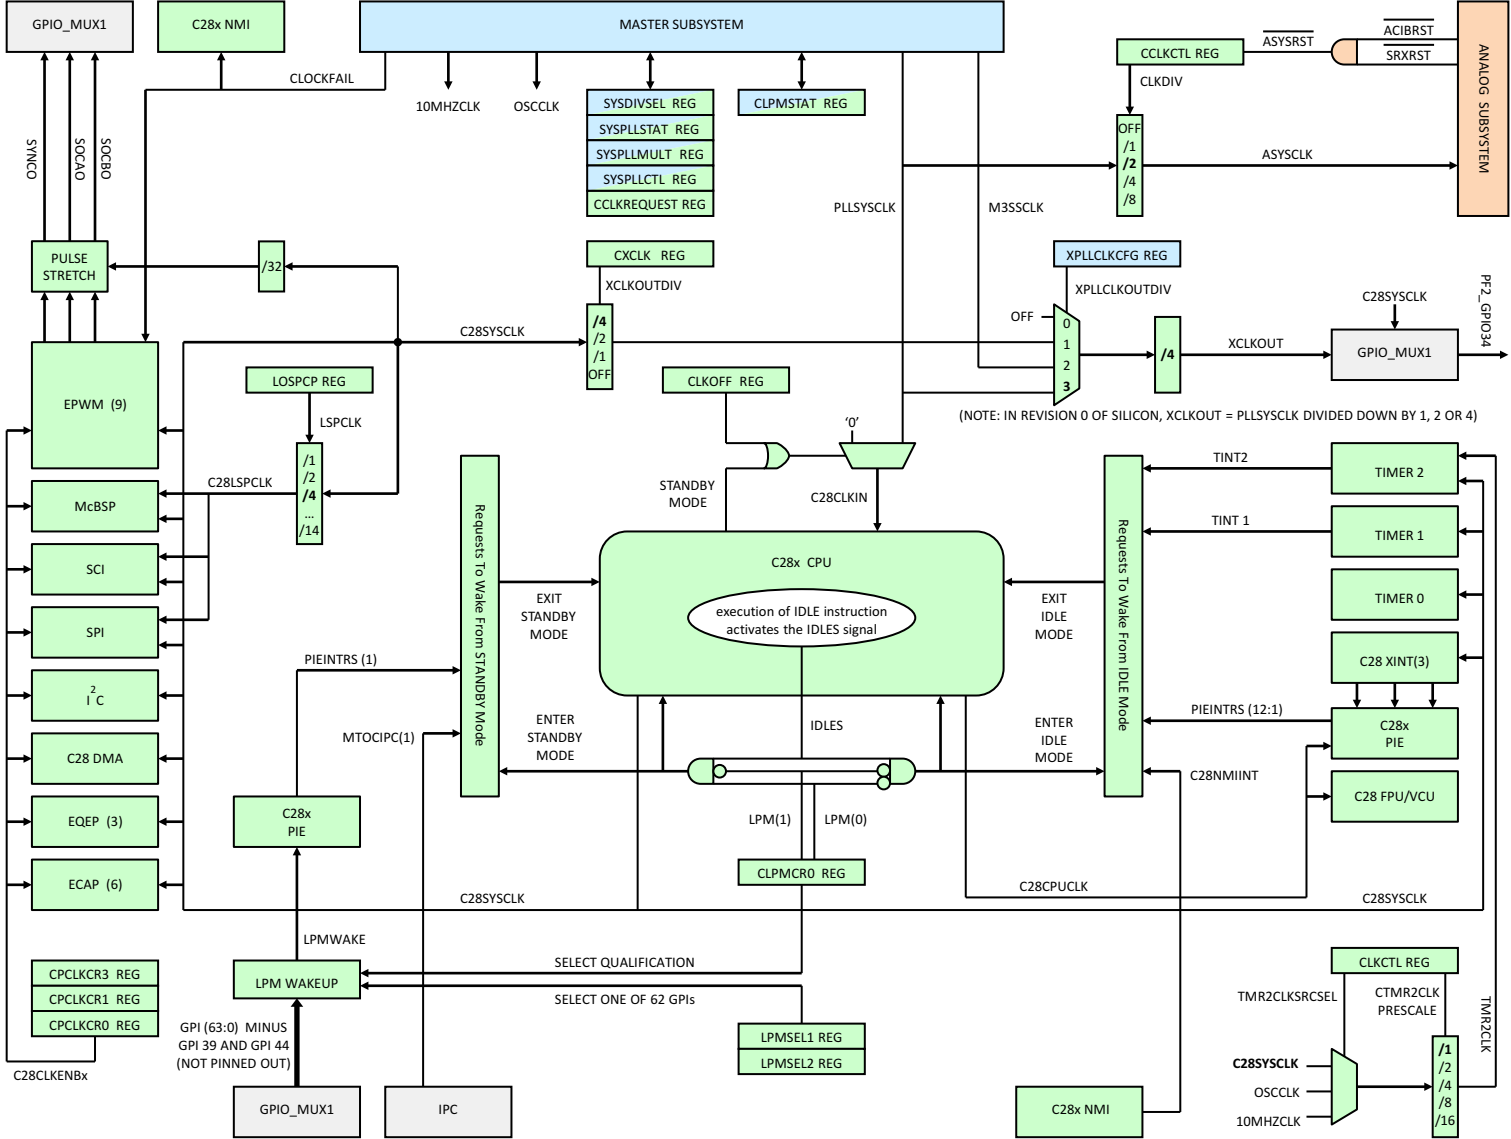 GPIO_MUX1
C28x NMI
MASTER SUBSYSTEM
CLOCKFAIL
10MHZCLK
OSCCLK
SYSDIVSEL REG
SYSPLLSTAT REG
SYSPLLMULT REG
SYSPLLCTL REG
CCLKREQUEST REG
CLPMSTAT REG
PLLSYSCLK
M3SSCLK
CCLKCTL REG
ASYSRST
ACIBRST
SRXRST
ANALOG SUBSYSTEM
CLKDIV
OFF
/1
/2
/4
/8
ASYSCLK
SYNCO
SOCAO
SOCBO
PULSE
STRETCH
/32
CXCLK REG
XCLKOUTDIV
C28SYSCLK
/4
/2
/1
OFF
XPLLCLKCFG REG
XPLLCLKOUTDIV
OFF
0
1
2
3
/4
XCLKOUT
C28SYSCLK
GPIO_MUX1
PF2_GPIO34
(NOTE: IN REVISION 0 OF SILICON, XCLKOUT = PLLSYSCLK DIVIDED DOWN BY 1, 2 OR 4)
EPWM (9)
LOSPCP REG
LSPCLK
/1
/2
/4
...
/14
C28LSPCLK
McBSP
SCI
SPI
I2C
C28 DMA
EQEP (3)
ECAP (6)
CLKOFF REG
‘0’
STANDBY
MODE
C28CLKIN
Requests To Wake From STANDBY Mode
C28x CPU
execution of IDLE instruction
activates the IDLES signal
EXIT
STANDBY
MODE
EXIT
IDLE
MODE
Requests To Wake From IDLE Mode
TINT2
TIMER 2
TINT 1
TIMER 1
TIMER 0
C28 XINT(3)
PIEINTRS (12:1)
C28x
PIE
C28NMIINT
C28 FPU/VCU
PIEINTRS (1)
MTOCIPC(1)
ENTER
STANDBY
MODE
IDLES
ENTER
IDLE
MODE
LPM(1)
LPM(0)
CLPMCR0 REG
C28x
PIE
C28SYSCLK
C28CPUCLK
C28SYSCLK
LPMWAKE
LPM WAKEUP
SELECT QUALIFICATION
SELECT ONE OF 62 GPIs
LPMSEL1 REG
LPMSEL2 REG
CPCLKCR3 REG
CPCLKCR1 REG
CPCLKCR0 REG
C28CLKENBx
GPI (63:0) MINUS
GPI 39 AND GPI 44
(NOT PINNED OUT)
GPIO_MUX1
IPC
C28x NMI
CLKCTL REG
TMR2CLKSRCSEL
CTMR2CLK
PRESCALE
TMR2CLK
C28SYSCLK
OSCCLK
10MHZCLK
/1
/2
/4
/8
/16